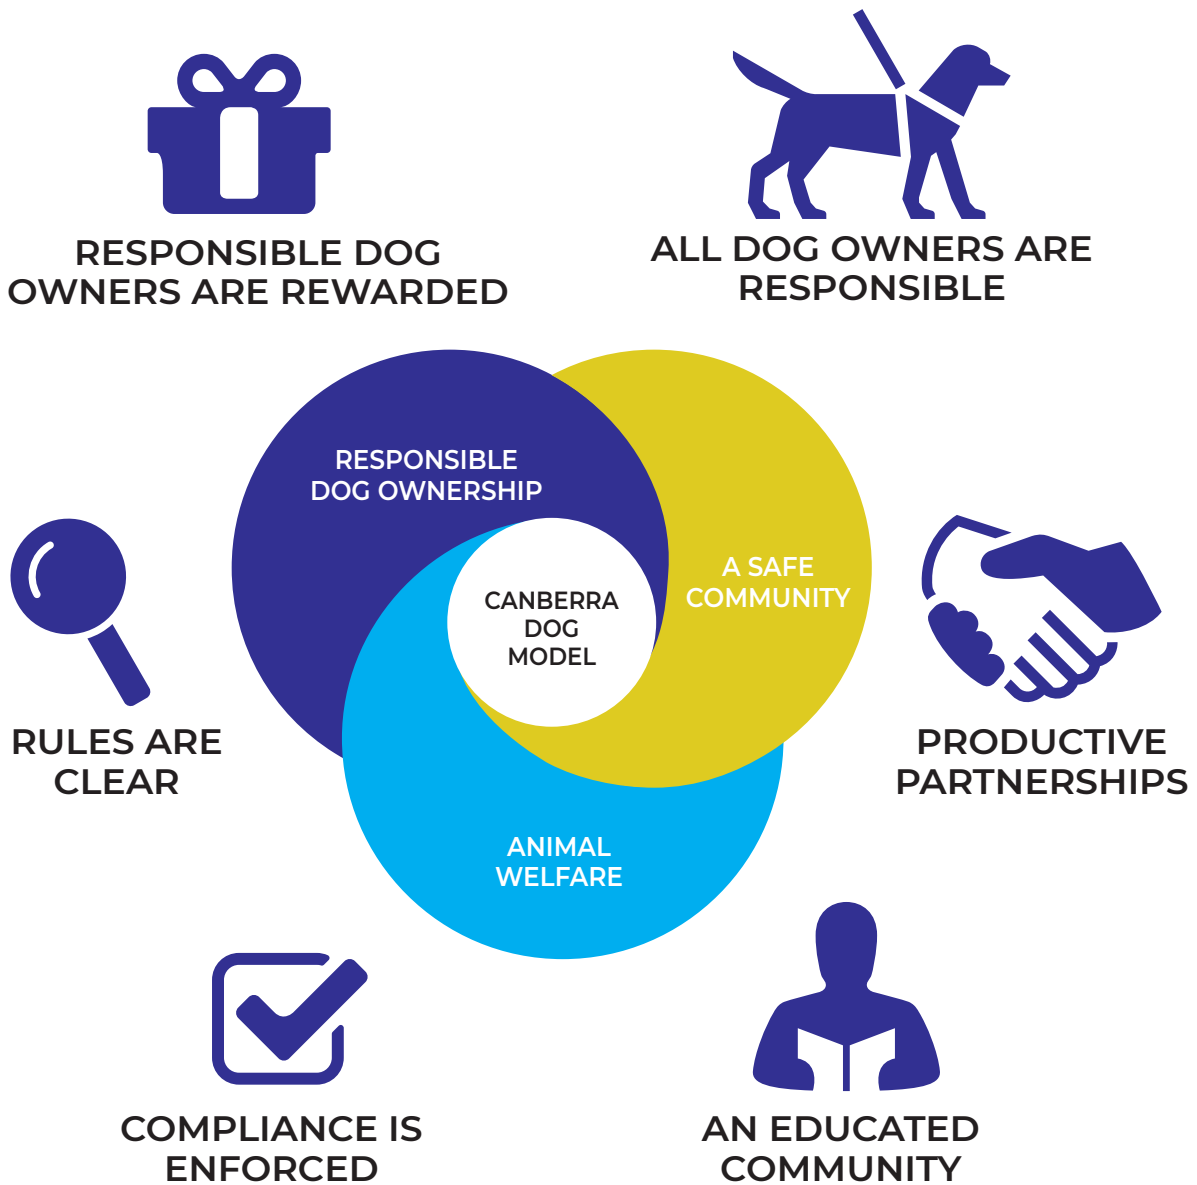 RESPONSIBLE DOG
OWNERS ARE REWARDED
ALL DOG OWNERS ARE
RESPONSIBLE
RESPONSIBLE
DOG OWNERSHIP
A SAFE
COMMUNITY
CANBERRA
DOG
MODEL
RULES ARE
CLEAR
PRODUCTIVE
PARTNERSHIPS
ANIMAL
WELFARE
COMPLIANCE IS
ENFORCED
AN EDUCATED
COMMUNITY